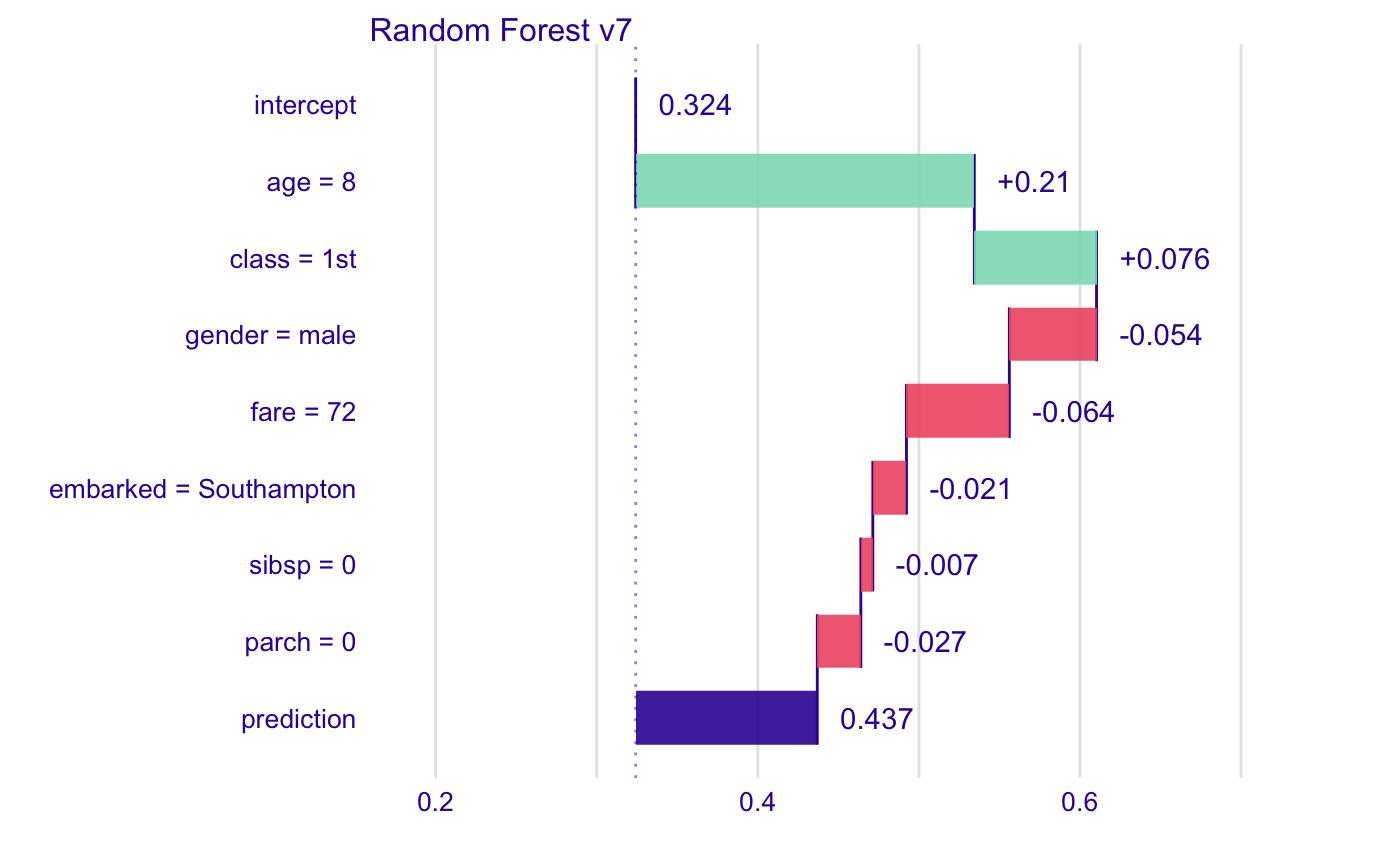 Random Forest v7
intercept 0.324
age = 8 +0.21
class = 1st +0.076
gender = male -0.054
fare = 72 -0.064
embarked = Southampton -0.021
sibsp = 0 -0.007
parch = 0 -0.027
prediction 0.437
0.2 0.4 0.6